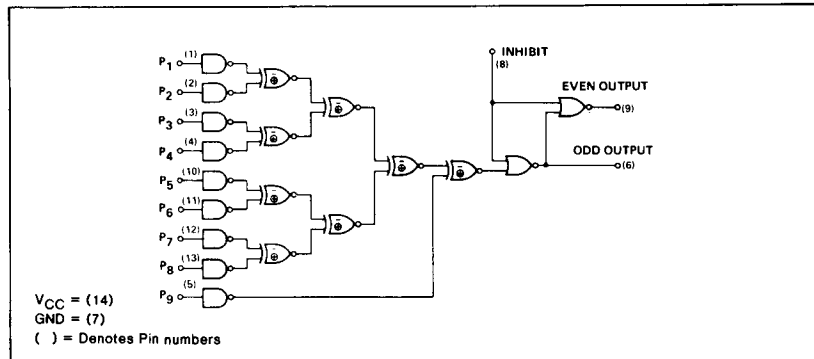 INHIBIT
(8)
EVEN OUTPUT
(9)
ODD OUTPUT
(6)
P1 (1)
P2 (2)
P3 (3)
P4 (4)
P5 (10)
P6 (11)
P7 (12)
P8 (13)
P9 (5)
VCC = (14)
GND = (7)
( ) = Denotes Pin numbers